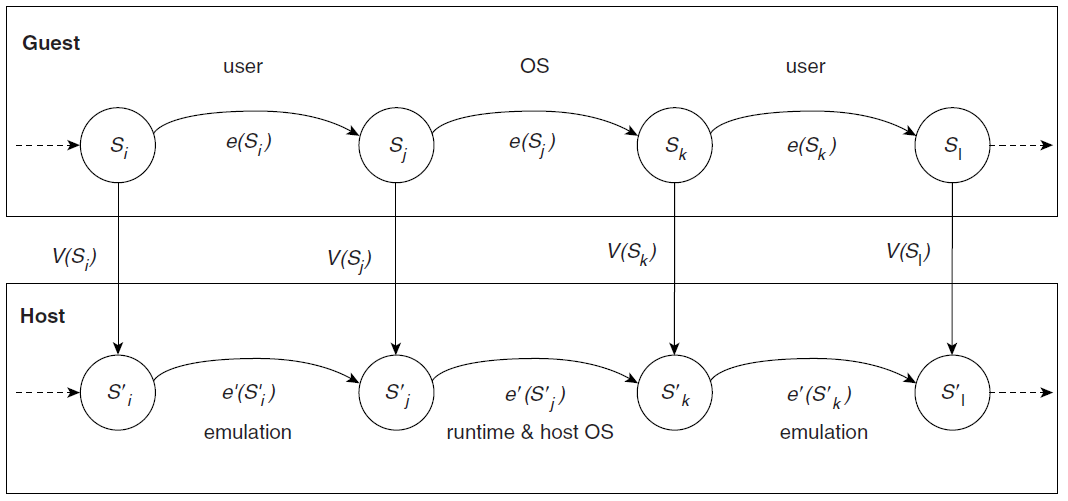 Guest
user OS user
S_i e(S_i) S_j e(S_j) S_k e(S_k) S_l
V(S_i) V(S_j) V(S_k) V(S_l)
Host
S'_i e'(S'_i) S'_j e'(S'_j) S'_k e'(S'_k) S'_l
emulation runtime & host OS emulation